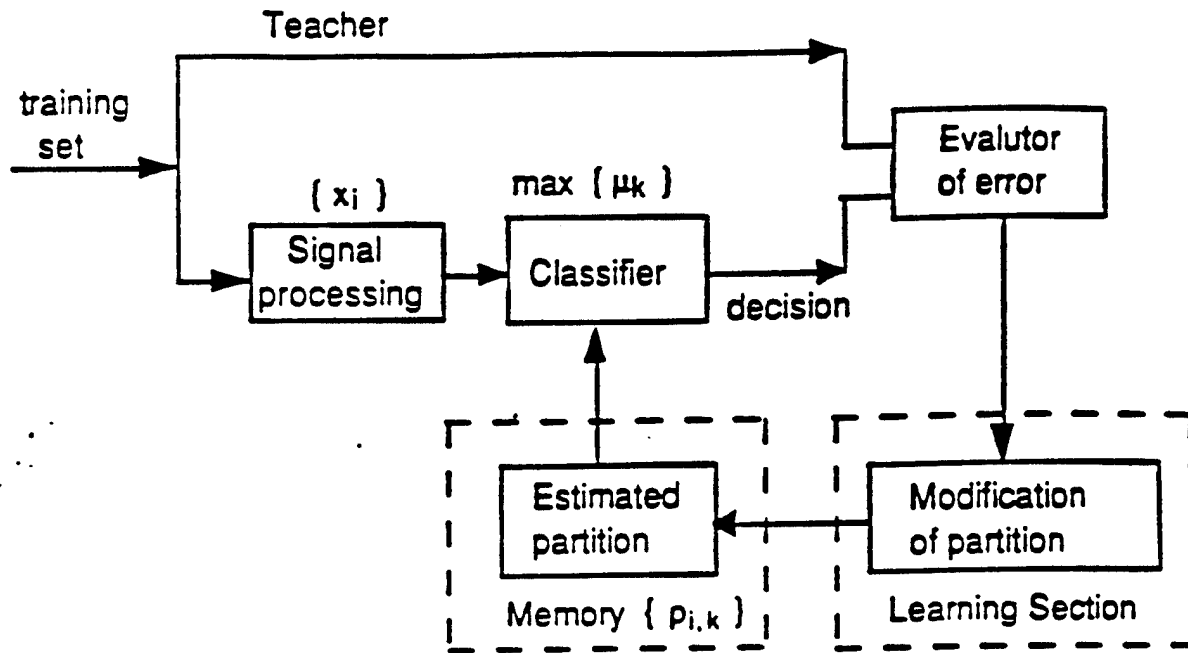 Teacher
training
set
Evalutor
of error
{ xi }
max { μk }
Signal
processing
Classifier
decision
Estimated
partition
Modification
of partition
Memory { pi,k }
Learning Section